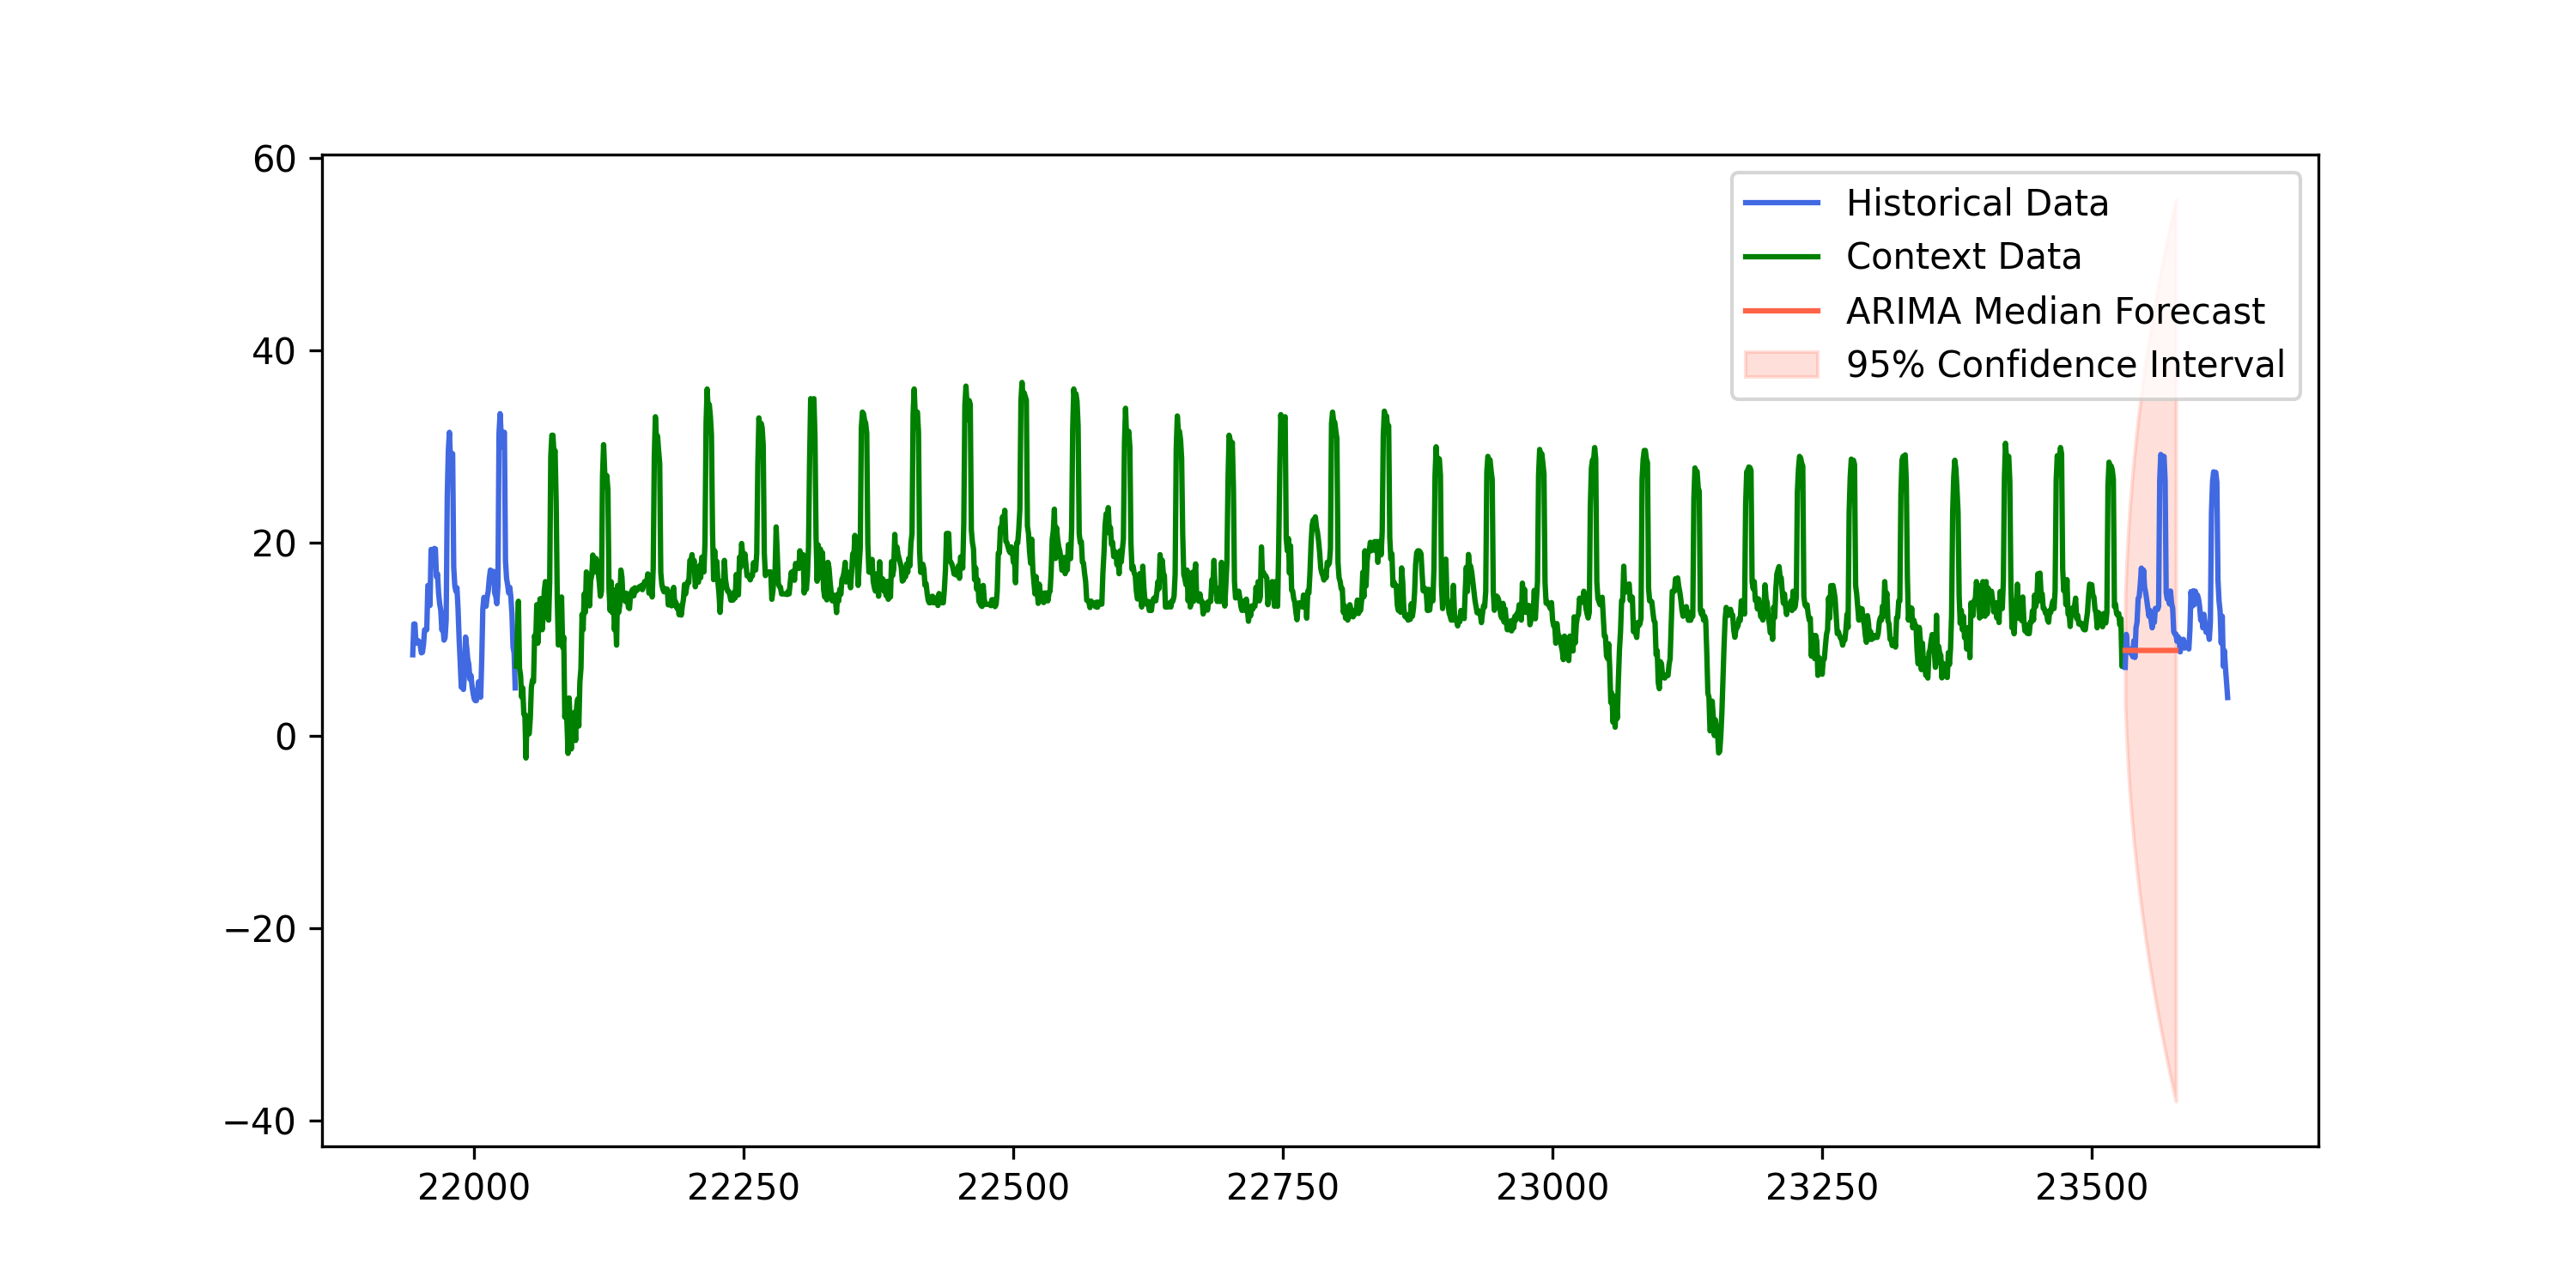 60
40
20
0
−20
−40
22000 22250 22500 22750 23000 23250 23500
Historical Data
Context Data
ARIMA Median Forecast
95% Confidence Interval